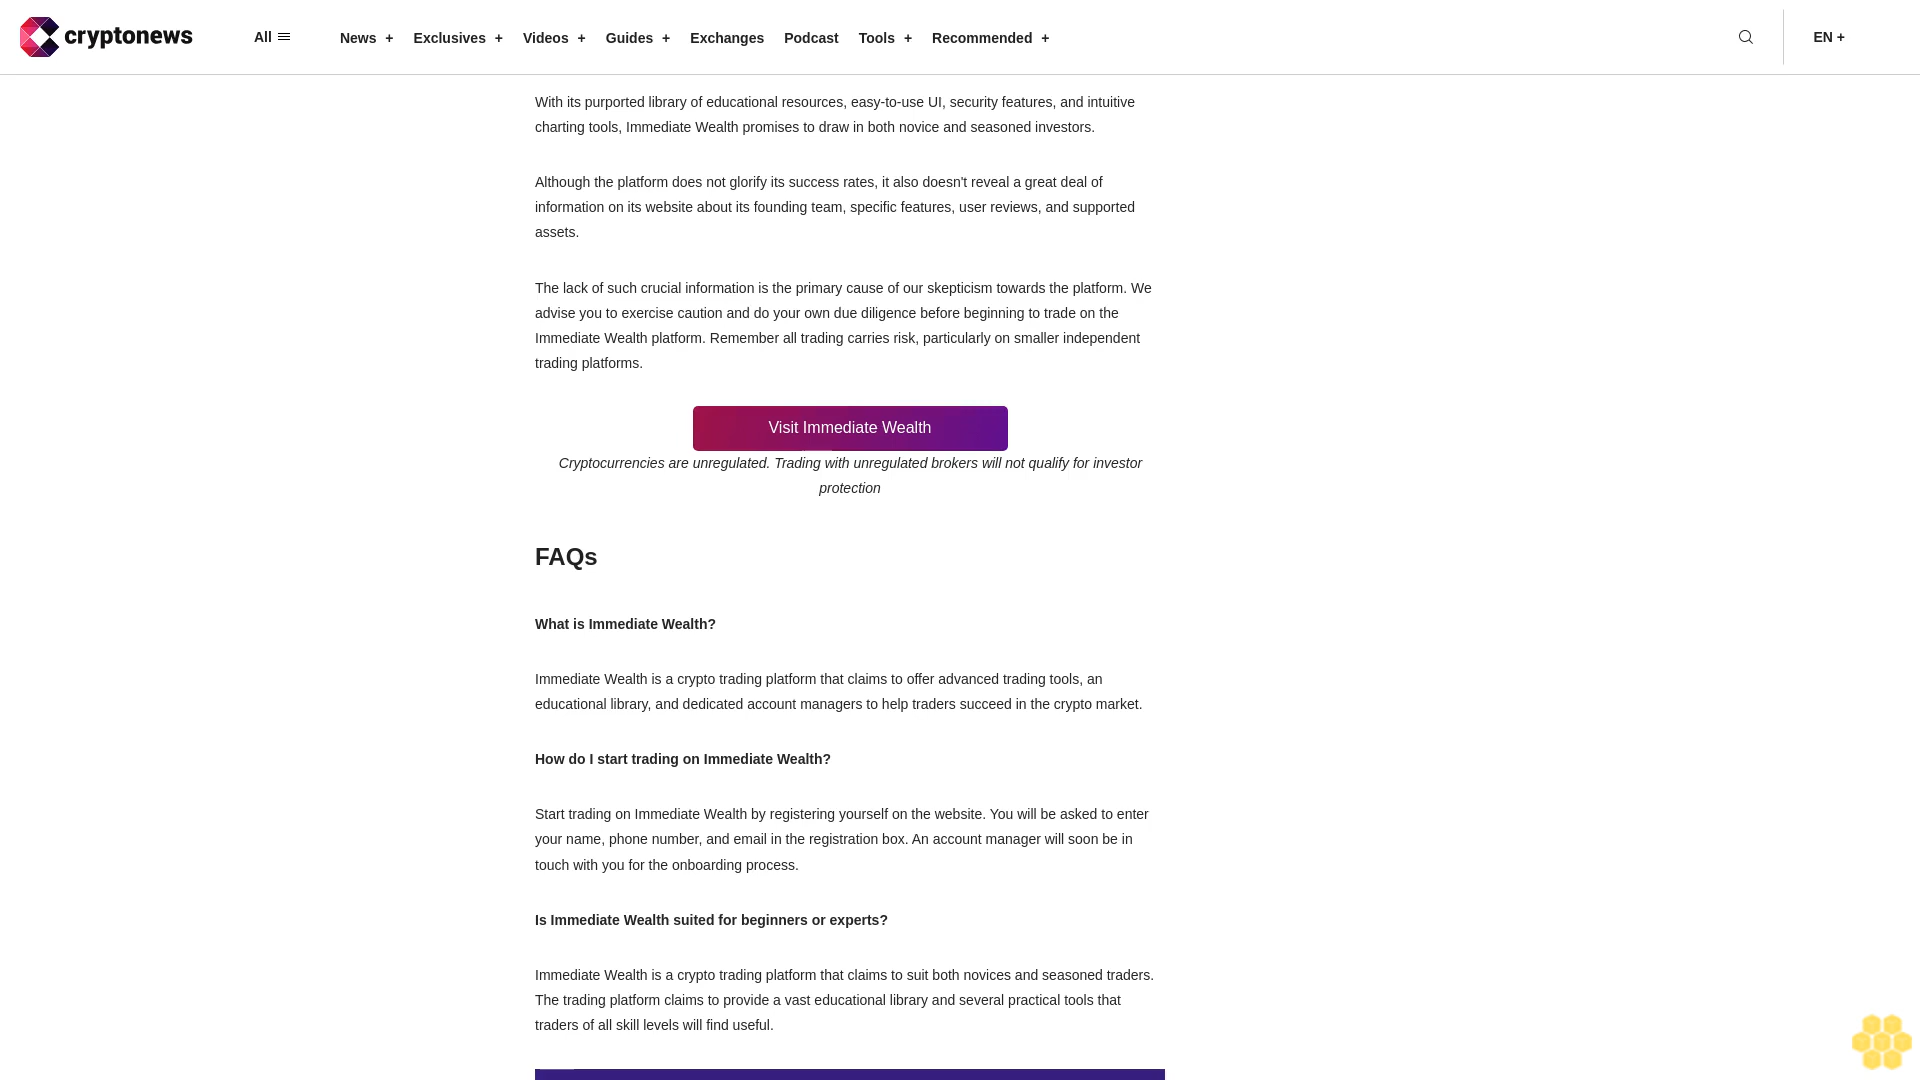 cryptonews
All
News +
Exclusives +
Videos +
Guides +
Exchanges
Podcast
Tools +
Recommended +
EN +
With its purported library of educational resources, easy-to-use UI, security features, and intuitive
charting tools, Immediate Wealth promises to draw in both novice and seasoned investors.
Although the platform does not glorify its success rates, it also doesn't reveal a great deal of
information on its website about its founding team, specific features, user reviews, and supported
assets.
The lack of such crucial information is the primary cause of our skepticism towards the platform. We
advise you to exercise caution and do your own due diligence before beginning to trade on the
Immediate Wealth platform. Remember all trading carries risk, particularly on smaller independent
trading platforms.
Visit Immediate Wealth
Cryptocurrencies are unregulated. Trading with unregulated brokers will not qualify for investor
protection
FAQs
What is Immediate Wealth?
Immediate Wealth is a crypto trading platform that claims to offer advanced trading tools, an
educational library, and dedicated account managers to help traders succeed in the crypto market.
How do I start trading on Immediate Wealth?
Start trading on Immediate Wealth by registering yourself on the website. You will be asked to enter
your name, phone number, and email in the registration box. An account manager will soon be in
touch with you for the onboarding process.
Is Immediate Wealth suited for beginners or experts?
Immediate Wealth is a crypto trading platform that claims to suit both novices and seasoned traders.
The trading platform claims to provide a vast educational library and several practical tools that
traders of all skill levels will find useful.